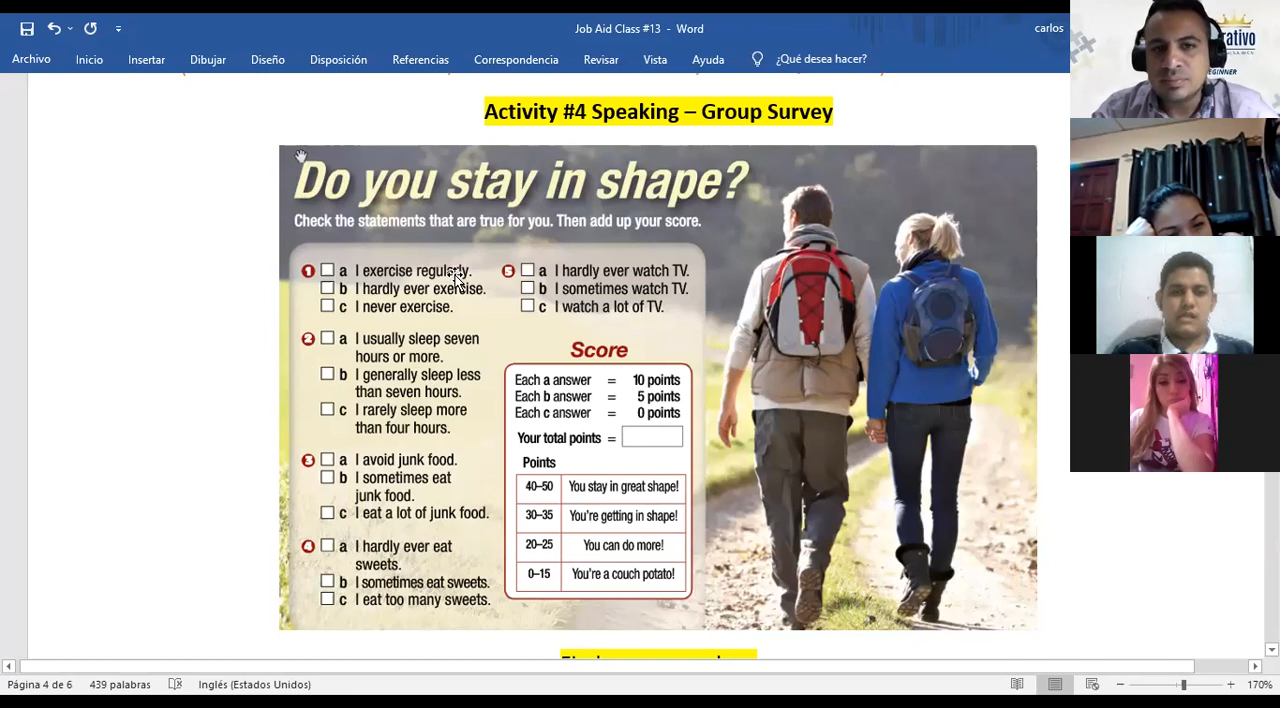 Job Aid Class #13 - Word
carlos
Archivo Inicio Insertar Dibujar Diseño Disposición Referencias Correspondencia Revisar Vista Ayuda ¿Qué desea hacer?
rativo
EGINNER
Activity #4 Speaking – Group Survey
Do you stay in shape?
Check the statements that are true for you. Then add up your score.
1 a I exercise regularly.
b I hardly ever exercise.
c I never exercise.
2 a I usually sleep seven
hours or more.
b I generally sleep less
than seven hours.
c I rarely sleep more
than four hours.
3 a I avoid junk food.
b I sometimes eat
junk food.
c I eat a lot of junk food.
4 a I hardly ever eat
sweets.
b I sometimes eat sweets.
c I eat too many sweets.
5 a I hardly ever watch TV.
b I sometimes watch TV.
c I watch a lot of TV.
Score
Each a answer = 10 points
Each b answer = 5 points
Each c answer = 0 points
Your total points =
Points
40–50 You stay in great shape!
30–35 You're getting in shape!
20–25 You can do more!
0–15 You're a couch potato!
Página 4 de 6 439 palabras Inglés (Estados Unidos) 170%